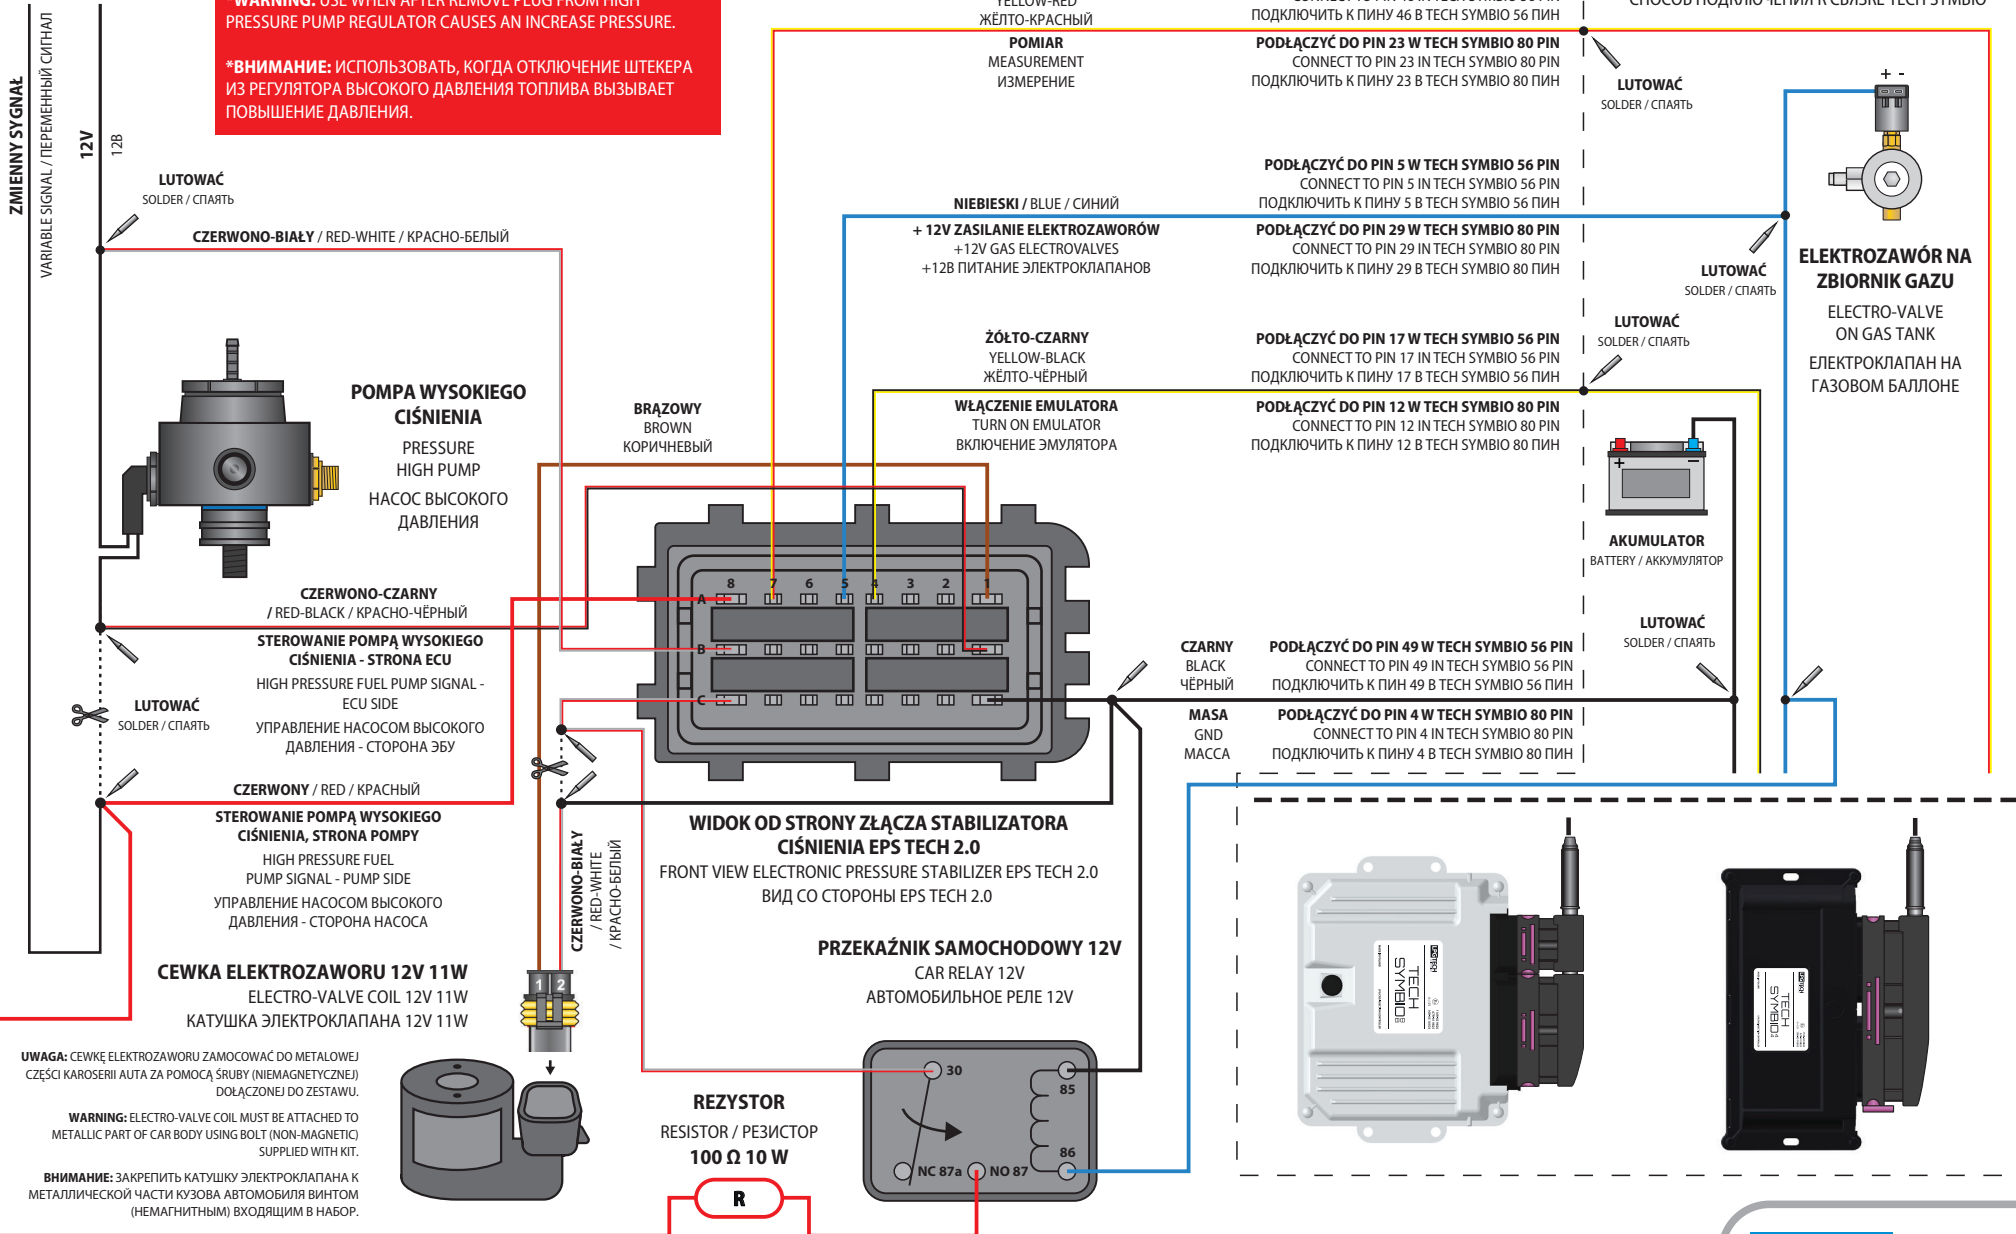 *WARNING: USE WHEN AFTER REMOVE PLUG FROM HIGH
PRESSURE PUMP REGULATOR CAUSES AN INCREASE PRESSURE.
*ВНИМАНИЕ: ИСПОЛЬЗОВАТЬ, КОГДА ОТКЛЮЧЕНИЕ ШТЕКЕРА
ИЗ РЕГУЛЯТОРА ВЫСОКОГО ДАВЛЕНИЯ ТОПЛИВА ВЫЗЫВАЕТ
ПОВЫШЕНИЕ ДАВЛЕНИЯ.
ZMIENNY SYGNAŁ
VARIABLE SIGNAL / ПЕРЕМЕННЫЙ СИГНАЛ
12V
12В
LUTOWAĆ
SOLDER / СПАЯТЬ
CZERWONO-BIAŁY / RED-WHITE / КРАСНО-БЕЛЫЙ
YELLOW-RED
ЖЁЛТО-КРАСНЫЙ
ПОДКЛЮЧИТЬ К ПИНУ 46 В TECH SYMBIO 56 ПИН
POMIAR
MEASUREMENT
ИЗМЕРЕНИЕ
PODŁĄCZYĆ DO PIN 23 W TECH SYMBIO 80 PIN
CONNECT TO PIN 23 IN TECH SYMBIO 80 PIN
ПОДКЛЮЧИТЬ К ПИНУ 23 В TECH SYMBIO 80 ПИН
СПОСОБ ПОДКЛЮЧЕНИЯ К СВЯЗКЕ TECH SYMBIO
LUTOWAĆ
SOLDER / СПАЯТЬ
+ -
PODŁĄCZYĆ DO PIN 5 W TECH SYMBIO 56 PIN
CONNECT TO PIN 5 IN TECH SYMBIO 56 PIN
ПОДКЛЮЧИТЬ К ПИНУ 5 В TECH SYMBIO 56 ПИН
NIEBIESKI / BLUE / СИНИЙ
+ 12V ZASILANIE ELEKTROZAWORÓW
+12V GAS ELECTROVALVES
+12В ПИТАНИЕ ЭЛЕКТРОКЛАПАНОВ
PODŁĄCZYĆ DO PIN 29 W TECH SYMBIO 80 PIN
CONNECT TO PIN 29 IN TECH SYMBIO 80 PIN
ПОДКЛЮЧИТЬ К ПИНУ 29 В TECH SYMBIO 80 ПИН
LUTOWAĆ
SOLDER / СПАЯТЬ
ELEKTROZAWÓR NA
ZBIORNIK GAZU
ELECTRO-VALVE
ON GAS TANK
ЕЛЕКТРОКЛАПАН НА
ГАЗОВОМ БАЛЛОНЕ
ŻÓŁTO-CZARNY
YELLOW-BLACK
ЖЁЛТО-ЧЁРНЫЙ
PODŁĄCZYĆ DO PIN 17 W TECH SYMBIO 56 PIN
CONNECT TO PIN 17 IN TECH SYMBIO 56 PIN
ПОДКЛЮЧИТЬ К ПИНУ 17 В TECH SYMBIO 56 ПИН
LUTOWAĆ
SOLDER / СПАЯТЬ
WŁĄCZENIE EMULATORA
TURN ON EMULATOR
ВКЛЮЧЕНИЕ ЭМУЛЯТОРА
PODŁĄCZYĆ DO PIN 12 W TECH SYMBIO 80 PIN
CONNECT TO PIN 12 IN TECH SYMBIO 80 PIN
ПОДКЛЮЧИТЬ К ПИНУ 12 В TECH SYMBIO 80 ПИН
POMPA WYSOKIEGO
CIŚNIENIA
PRESSURE
HIGH PUMP
НАСОС ВЫСОКОГО
ДАВЛЕНИЯ
BRĄZOWY
BROWN
КОРИЧНЕВЫЙ
+ −
AKUMULATOR
BATTERY / АККУМУЛЯТОР
8 7 6 5 4 3 2 1
A
B
C
CZERWONO-CZARNY
/ RED-BLACK / КРАСНО-ЧЁРНЫЙ
STEROWANIE POMPĄ WYSOKIEGO
CIŚNIENIA - STRONA ECU
HIGH PRESSURE FUEL PUMP SIGNAL -
ECU SIDE
УПРАВЛЕНИЕ НАСОСОМ ВЫСОКОГО
ДАВЛЕНИЯ - СТОРОНА ЭБУ
LUTOWAĆ
SOLDER / СПАЯТЬ
CZARNY
BLACK
ЧЁРНЫЙ
PODŁĄCZYĆ DO PIN 49 W TECH SYMBIO 56 PIN
CONNECT TO PIN 49 IN TECH SYMBIO 56 PIN
ПОДКЛЮЧИТЬ К ПИН 49 В TECH SYMBIO 56 ПИН
LUTOWAĆ
SOLDER / СПАЯТЬ
MASA
GND
МАССА
PODŁĄCZYĆ DO PIN 4 W TECH SYMBIO 80 PIN
CONNECT TO PIN 4 IN TECH SYMBIO 80 PIN
ПОДКЛЮЧИТЬ К ПИНУ 4 В TECH SYMBIO 80 ПИН
CZERWONY / RED / КРАСНЫЙ
STEROWANIE POMPĄ WYSOKIEGO
CIŚNIENIA, STRONA POMPY
HIGH PRESSURE FUEL
PUMP SIGNAL - PUMP SIDE
УПРАВЛЕНИЕ НАСОСОМ ВЫСОКОГО
ДАВЛЕНИЯ - СТОРОНА НАСОСА
CZERWONO-BIAŁY
/ RED-WHITE
/ КРАСНО-БЕЛЫЙ
WIDOK OD STRONY ZŁĄCZA STABILIZATORA
CIŚNIENIA EPS TECH 2.0
FRONT VIEW ELECTRONIC PRESSURE STABILIZER EPS TECH 2.0
ВИД СО СТОРОНЫ EPS TECH 2.0
PRZEKAŹNIK SAMOCHODOWY 12V
CAR RELAY 12V
АВТОМОБИЛЬНОЕ РЕЛЕ 12V
CEWKA ELEKTROZAWORU 12V 11W
ELECTRO-VALVE COIL 12V 11W
КАТУШКА ЭЛЕКТРОКЛАПАНА 12V 11W
1 2
UWAGA: CEWKĘ ELEKTROZAWORU ZAMOCOWAĆ DO METALOWEJ
CZĘŚCI KAROSERII AUTA ZA POMOCĄ ŚRUBY (NIEMAGNETYCZNEJ)
DOŁĄCZONEJ DO ZESTAWU.
WARNING: ELECTRO-VALVE COIL MUST BE ATTACHED TO
METALLIC PART OF CAR BODY USING BOLT (NON-MAGNETIC)
SUPPLIED WITH KIT.
ВНИМАНИЕ: ЗАКРЕПИТЬ КАТУШКУ ЭЛЕКТРОКЛАПАНА К
МЕТАЛЛИЧЕСКОЙ ЧАСТИ КУЗОВА АВТОМОБИЛЯ ВИНТОМ
(НЕМАГНИТНЫМ) ВХОДЯЩИМ В НАБОР.
REZYSTOR
RESISTOR / РЕЗИСТОР
100 Ω 10 W
R
30
85
86
NC 87a
NO 87
TECH
SYMBIO
TECH
SYMBIO